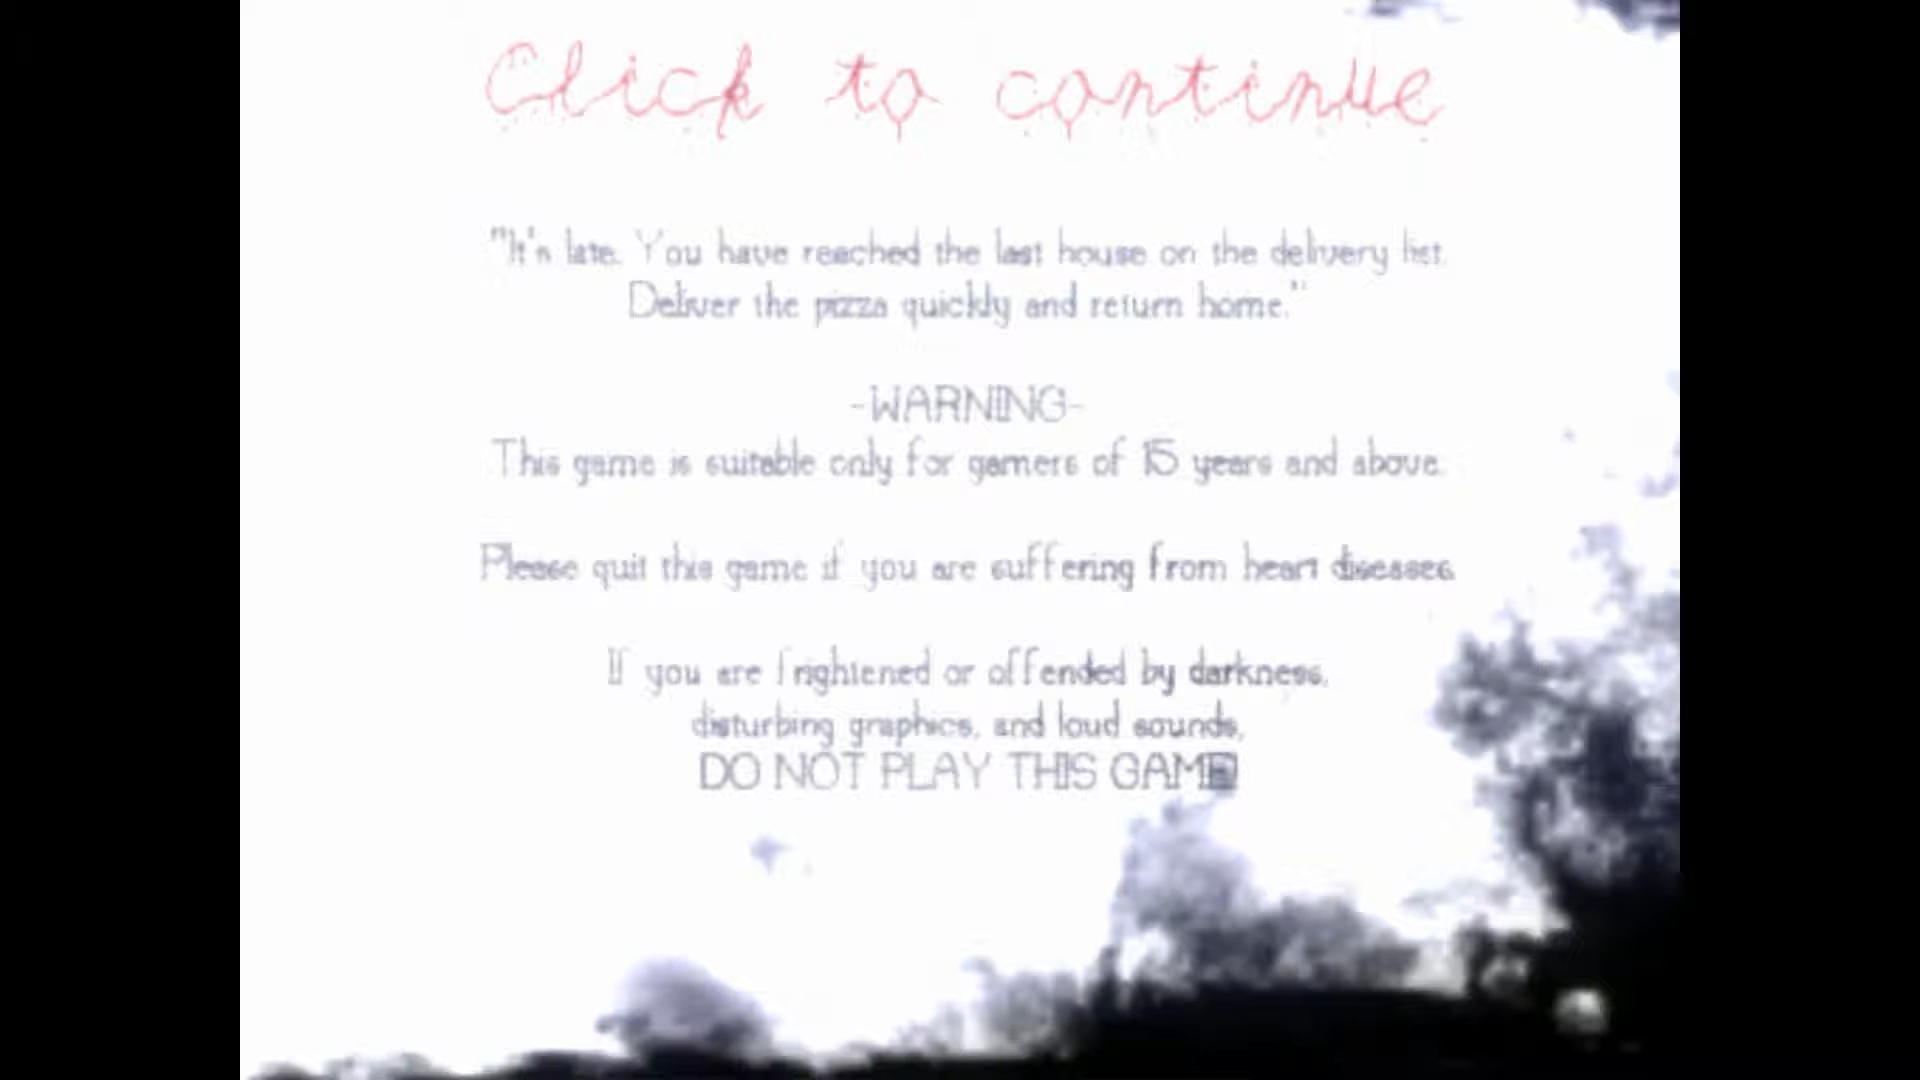 Click to continue
"It's late. You have reached the last house on the delivery list.
Deliver the pizza quickly and return home."
-WARNING-
This game is suitable only for gamers of 15 years and above.
Please quit this game if you are suffering from heart diseases.
If you are frightened or offended by darkness,
disturbing graphics, and loud sounds,
DO NOT PLAY THIS GAME!